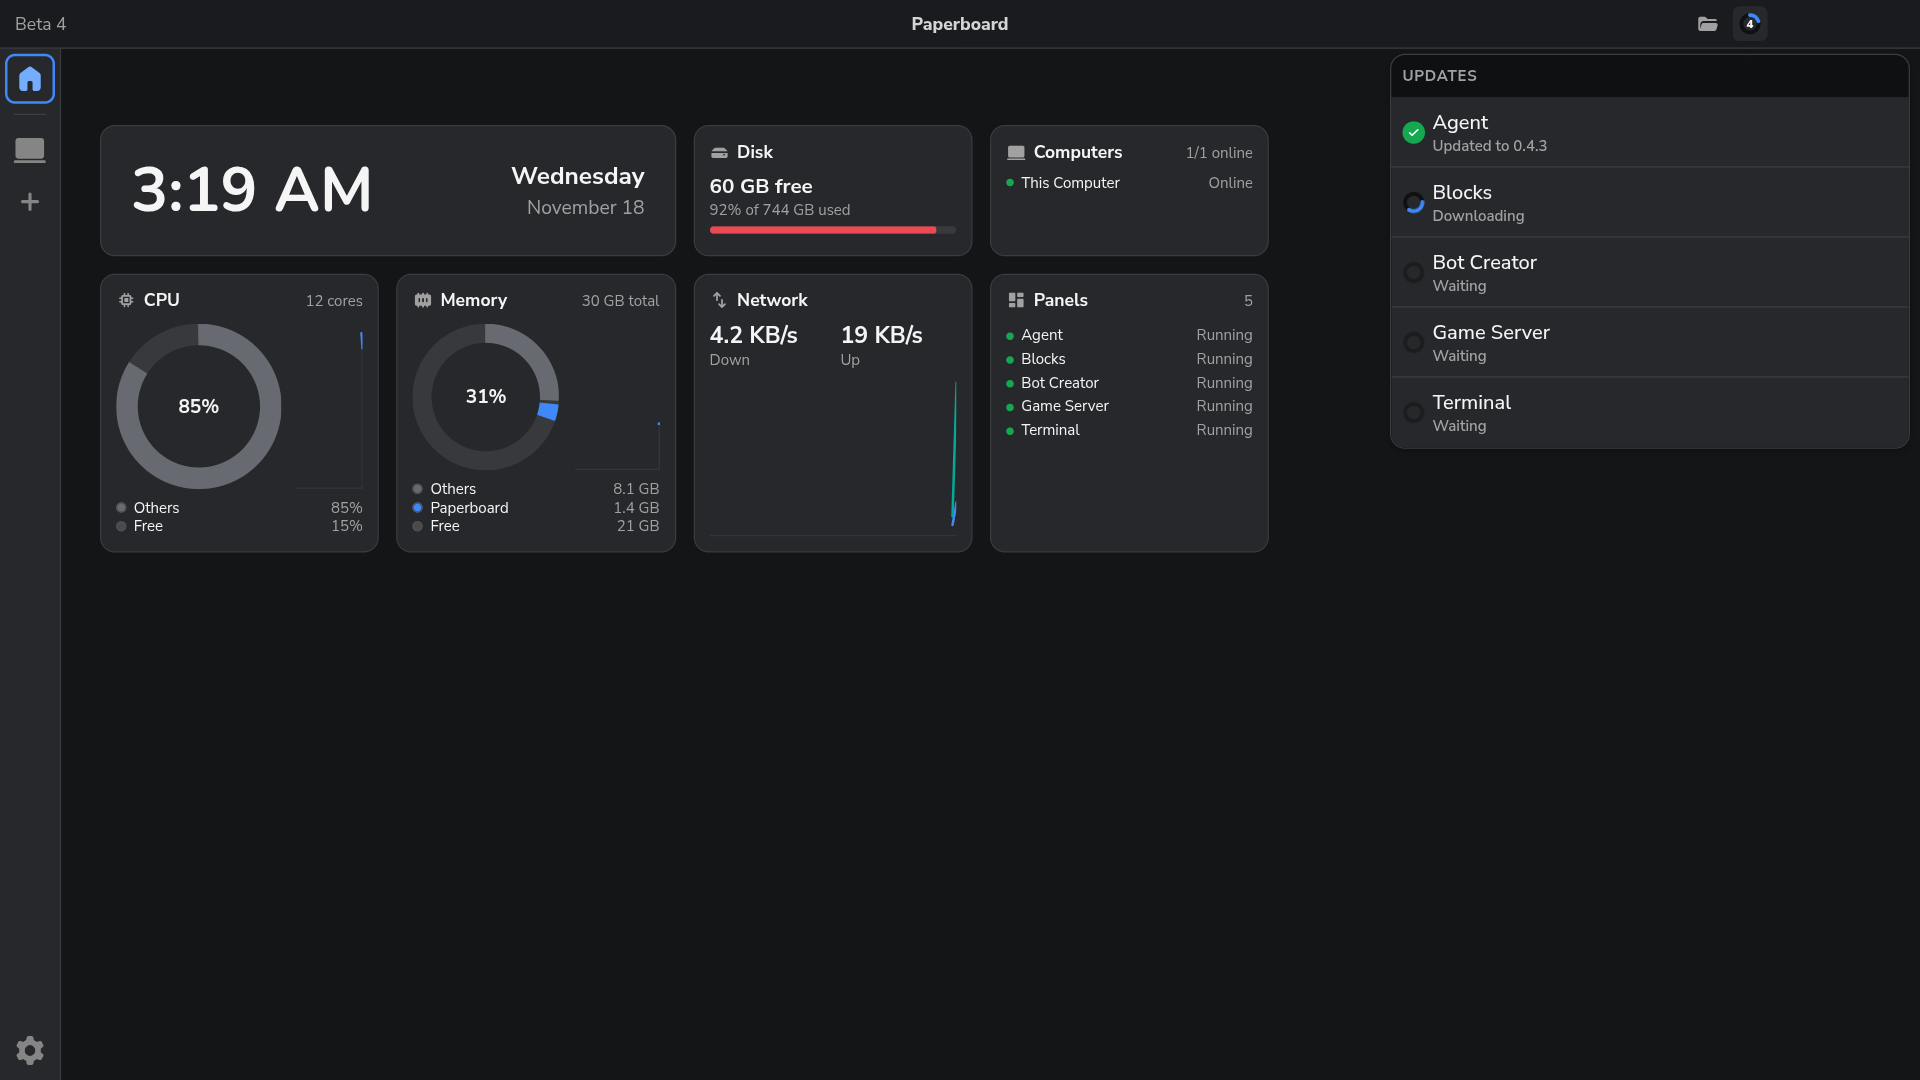 Beta 4
Paperboard
4
3:19 AM
Wednesday
November 18
Disk
60 GB free
92% of 744 GB used
Computers
1/1 online
This Computer
Online
CPU
12 cores
85%
Others
85%
Free
15%
Memory
30 GB total
31%
Others
8.1 GB
Paperboard
1.4 GB
Free
21 GB
Network
4.2 KB/s
19 KB/s
Down
Up
Panels
5
Agent
Running
Blocks
Running
Bot Creator
Running
Game Server
Running
Terminal
Running
UPDATES
Agent
Updated to 0.4.3
Blocks
Downloading
Bot Creator
Waiting
Game Server
Waiting
Terminal
Waiting